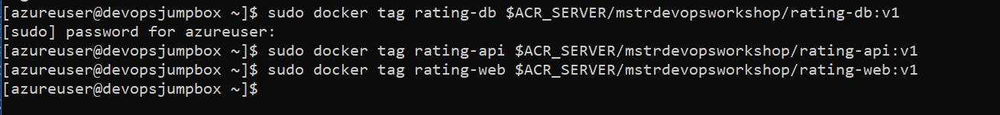 [azureuser@devopsjumpbox ~]$ sudo docker tag rating-db $ACR_SERVER/mstrdevopsworkshop/rating-db:v1
[sudo] password for azureuser:
[azureuser@devopsjumpbox ~]$ sudo docker tag rating-api $ACR_SERVER/mstrdevopsworkshop/rating-api:v1
[azureuser@devopsjumpbox ~]$ sudo docker tag rating-web $ACR_SERVER/mstrdevopsworkshop/rating-web:v1
[azureuser@devopsjumpbox ~]$